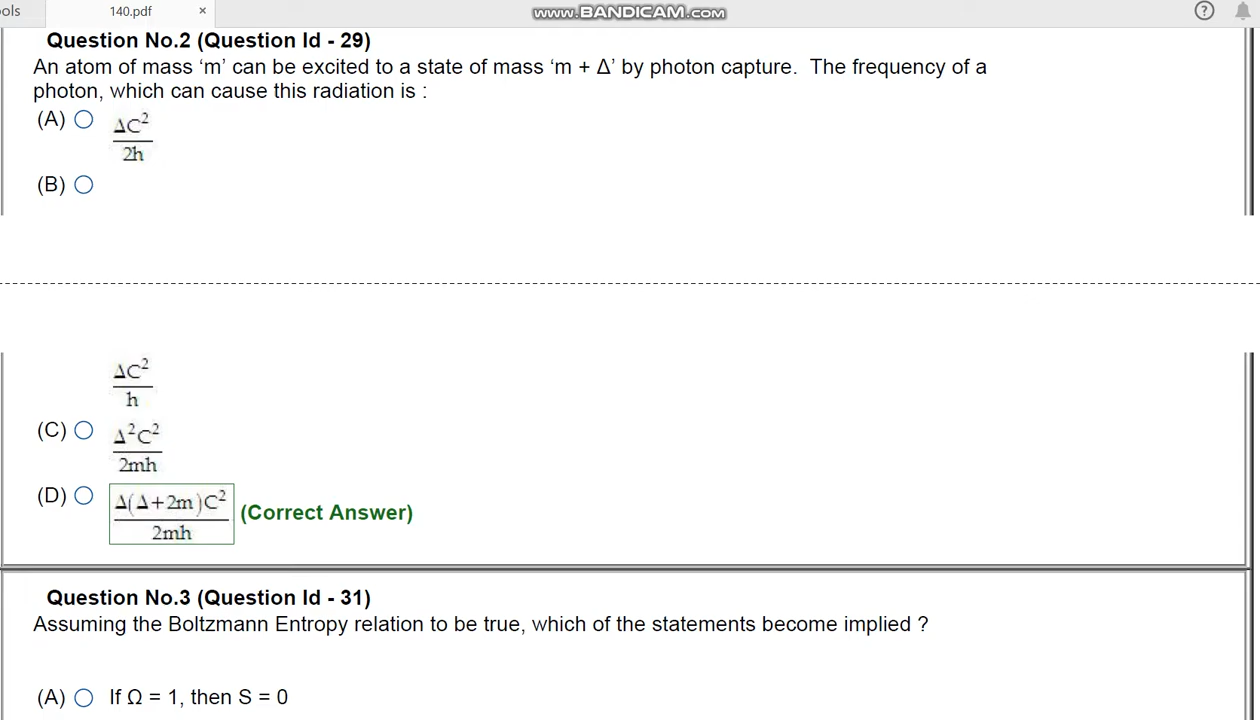 ols
140.pdf ×
www.BANDICAM.com
?
Question No.2 (Question Id - 29)
An atom of mass ‘m’ can be excited to a state of mass ‘m + Δ’ by photon capture. The frequency of a
photon, which can cause this radiation is :
(A) ΔC²
2h
(B)
ΔC²
h
(C) Δ²C²
2mh
(D) Δ(Δ+2m)C²
2mh
(Correct Answer)
Question No.3 (Question Id - 31)
Assuming the Boltzmann Entropy relation to be true, which of the statements become implied ?
(A) If Ω = 1, then S = 0